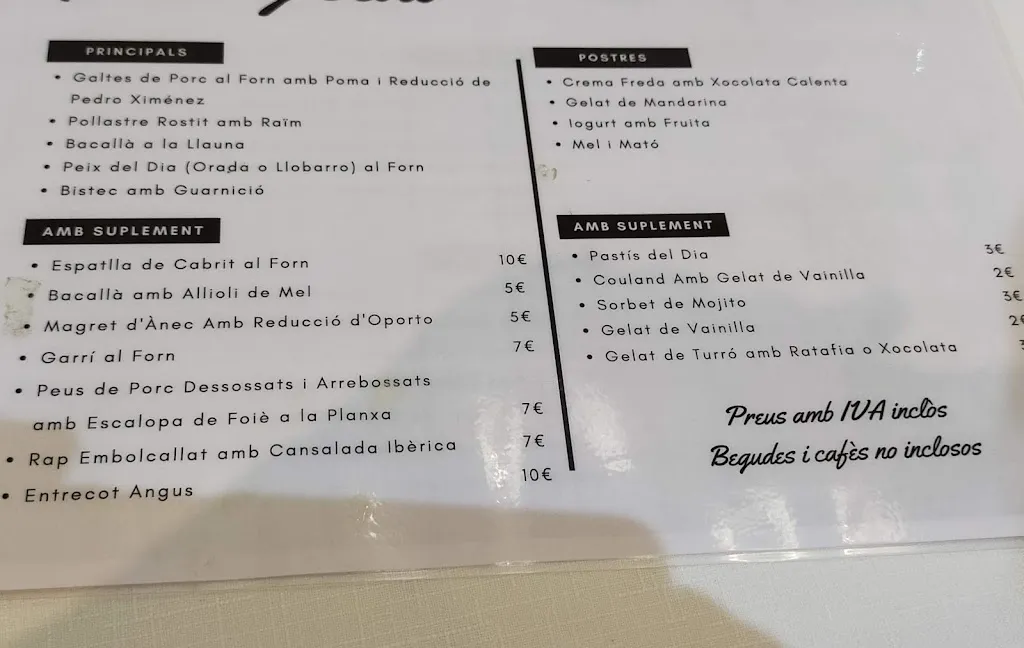 PRINCIPALS
• Galtes de Porc al Forn amb Poma i Reducció de
Pedro Ximénez
• Pollastre Rostit amb Raïm
• Bacallà a la Llauna
• Peix del Dia (Orada o Llobarro) al Forn
• Bistec amb Guarnició
AMB SUPLEMENT
• Espatlla de Cabrit al Forn 10€
• Bacallà amb Allioli de Mel 5€
• Magret d'Ànec Amb Reducció d'Oporto 5€
• Garrí al Forn 7€
• Peus de Porc Dessossats i Arrebossats
amb Escalopa de Foiè a la Planxa 7€
• Rap Embolcallat amb Cansalada Ibèrica 7€
• Entrecot Angus 10€
POSTRES
• Crema Freda amb Xocolata Calenta
• Gelat de Mandarina
• Iogurt amb Fruita
• Mel i Mató
AMB SUPLEMENT
• Pastís del Dia 3€
• Couland Amb Gelat de Vainilla 2€
• Sorbet de Mojito 3€
• Gelat de Vainilla 2€
• Gelat de Turró amb Ratafia o Xocolata
Preus amb IVA inclòs
Begudes i cafès no inclosos